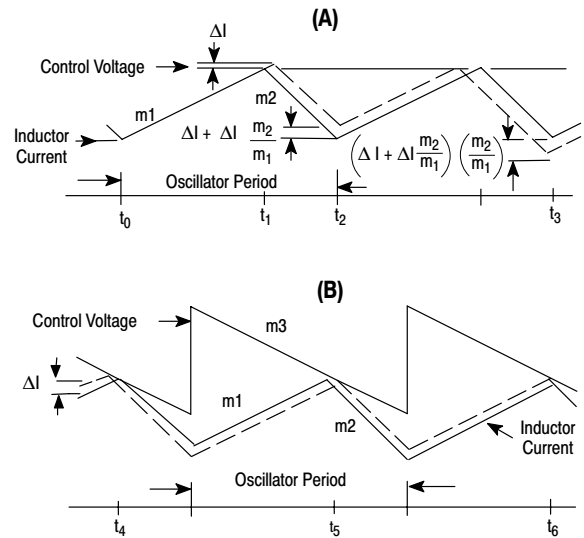 (A)
ΔI
Control Voltage
m1
m2
Inductor
Current
ΔI + ΔI m2/m1
(ΔI + ΔI m2/m1) (m2/m1)
Oscillator Period
t0
t1
t2
t3
(B)
Control Voltage
m3
ΔI
m1
m2
Inductor
Current
Oscillator Period
t4
t5
t6